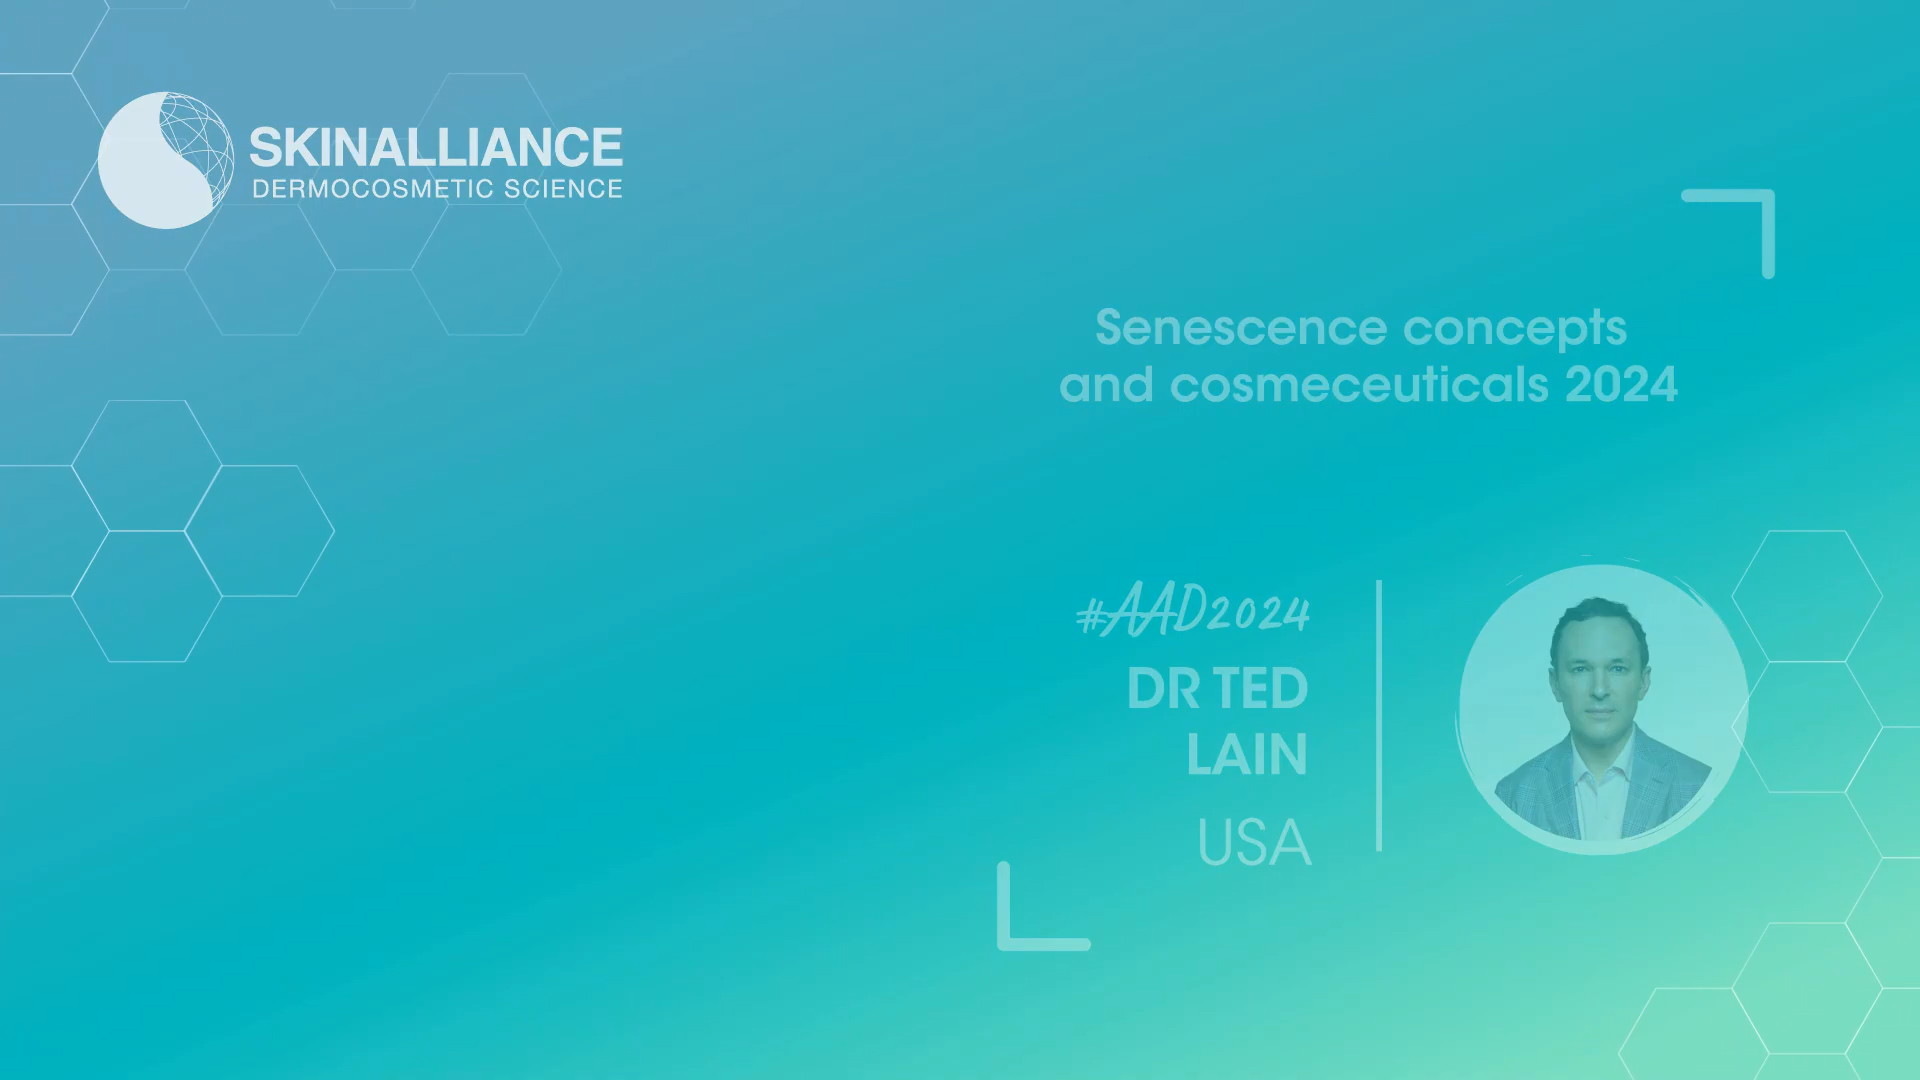 SKINALLIANCE
DERMOCOSMETIC SCIENCE
Senescence concepts
and cosmeceuticals 2024
#AAD2024
DR TED
LAIN
USA